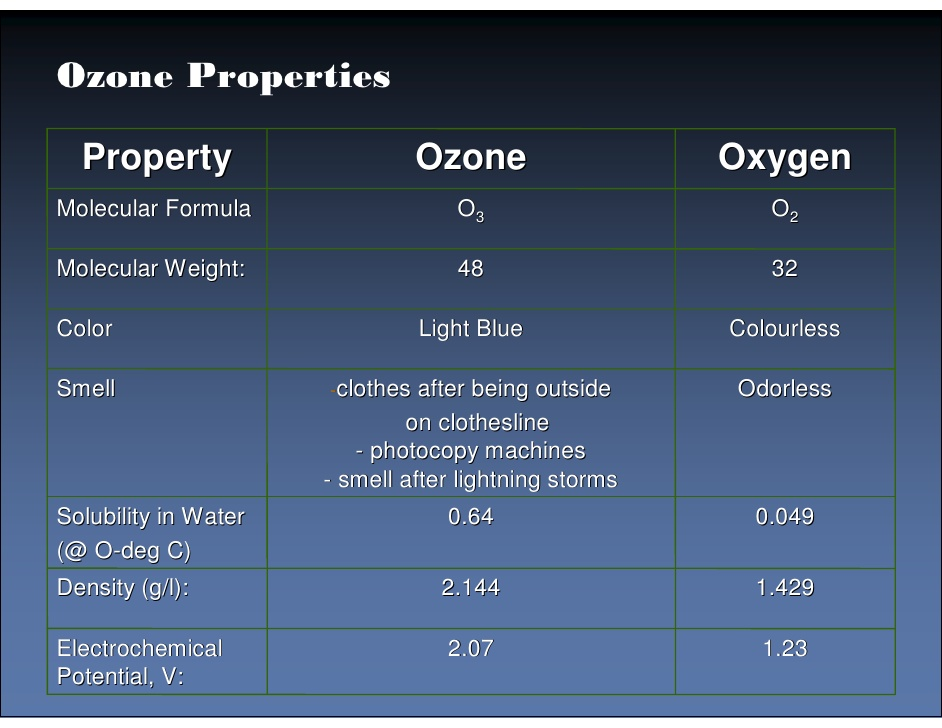 Ozone Properties
Property Ozone Oxygen
Molecular Formula O₃ O₂
Molecular Weight: 48 32
Color Light Blue Colourless
Smell -clothes after being outside Odorless
on clothesline
- photocopy machines
- smell after lightning storms
Solubility in Water 0.64 0.049
(@ O-deg C)
Density (g/l): 2.144 1.429
Electrochemical 2.07 1.23
Potential, V: